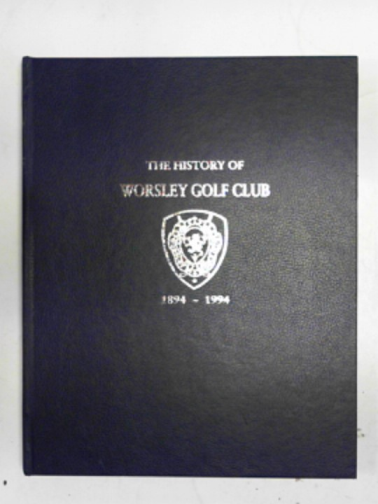 THE HISTORY OF
WORSLEY GOLF CLUB
1894 - 1994